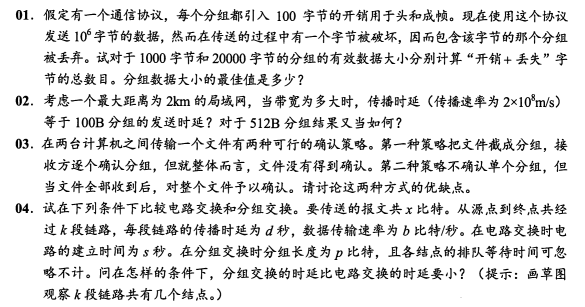 01. 假定有一个通信协议，每个分组都引入 100 字节的开销用于头和成帧。现在使用这个协议
发送 10⁶字节的数据，然而在传送的过程中有一个字节被破坏，因而包含该字节的那个分组
被丢弃。试对于 1000 字节和 20000 字节的分组的有效数据大小分别计算“开销+丢失”字
节的总数目。分组数据大小的最佳值是多少？
02. 考虑一个最大距离为 2km 的局域网，当带宽为多大时，传播时延（传播速率为 2×10⁸m/s）
等于 100B 分组的发送时延？对于 512B 分组结果又当如何？
03. 在两台计算机之间传输一个文件有两种可行的确认策略。第一种策略把文件截成分组，接
收方逐个确认分组，但就整体而言，文件没有得到确认。第二种策略不确认单个分组，但
当文件全部收到后，对整个文件予以确认。请讨论这两种方式的优缺点。
04. 试在下列条件下比较电路交换和分组交换。要传送的报文共 x 比特。从源点到终点共经
过 k 段链路，每段链路的传播时延为 d 秒，数据传输速率为 b 比特/秒。在电路交换时电
路的建立时间为 s 秒。在分组交换时分组长度为 p 比特，且各结点的排队等待时间可忽
略不计。问在怎样的条件下，分组交换的时延比电路交换的时延要小？（提示：画草图
观察 k 段链路共有几个结点。）